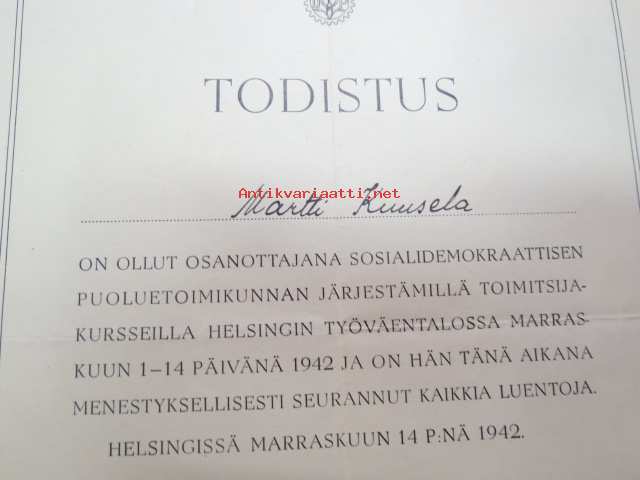 TODISTUS
Antikvariaatti.net
Martti Kuusela
ON OLLUT OSANOTTAJANA SOSIALIDEMOKRAATTISEN
PUOLUETOIMIKUNNAN JÄRJESTÄMILLÄ TOIMITSIJA-
KURSSEILLA HELSINGIN TYÖVÄENTALOSSA MARRAS-
KUUN 1–14 PÄIVÄNÄ 1942 JA ON HÄN TÄNÄ AIKANA
MENESTYKSELLISESTI SEURANNUT KAIKKIA LUENTOJA.
HELSINGISSÄ MARRASKUUN 14 P:NÄ 1942.